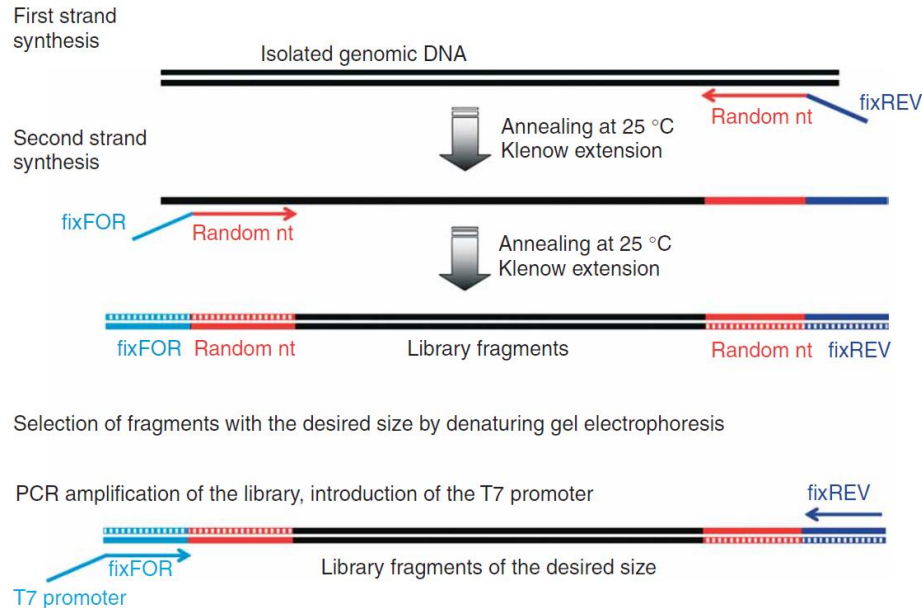 First strand
synthesis
Isolated genomic DNA
fixREV
Random nt
Annealing at 25 °C
Klenow extension
Second strand
synthesis
fixFOR
Random nt
Annealing at 25 °C
Klenow extension
fixFOR
Random nt
Library fragments
Random nt
fixREV
Selection of fragments with the desired size by denaturing gel electrophoresis
PCR amplification of the library, introduction of the T7 promoter
fixREV
fixFOR
Library fragments of the desired size
T7 promoter